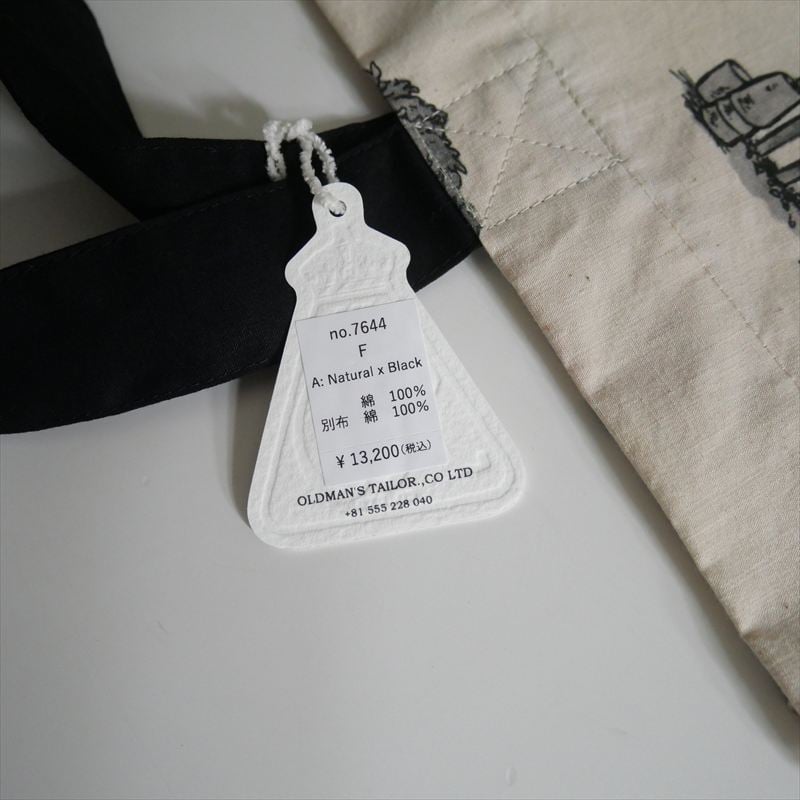 no.7644
F
A: Natural x Black
綿 100%
別布 綿 100%
¥ 13,200(税込)
OLDMAN'S TAILOR.,CO LTD
+81 555 228 040